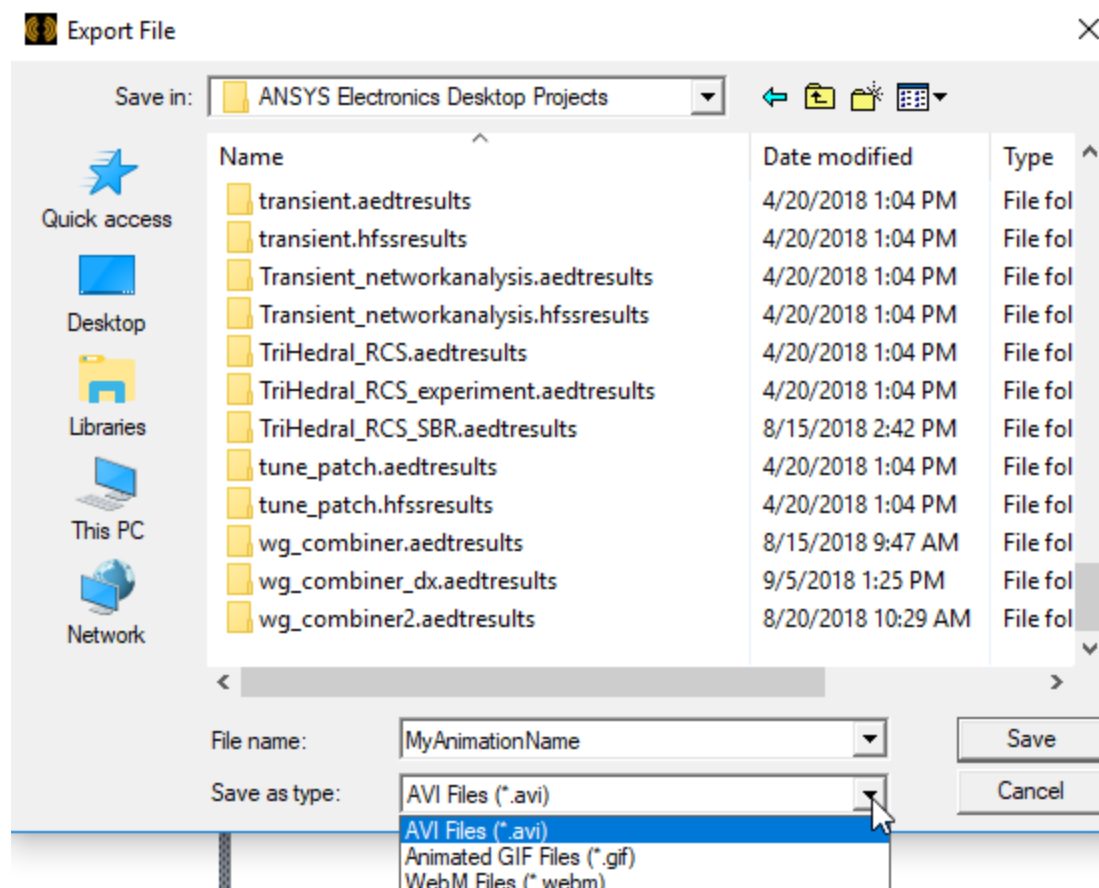 Export File
Save in: ANSYS Electronics Desktop Projects
Name Date modified Type
transient.aedtresults 4/20/2018 1:04 PM File fol
transient.hfssresults 4/20/2018 1:04 PM File fol
Transient_networkanalysis.aedtresults 4/20/2018 1:04 PM File fol
Transient_networkanalysis.hfssresults 4/20/2018 1:04 PM File fol
TriHedral_RCS.aedtresults 4/20/2018 1:04 PM File fol
TriHedral_RCS_experiment.aedtresults 4/20/2018 1:04 PM File fol
TriHedral_RCS_SBR.aedtresults 8/15/2018 2:42 PM File fol
tune_patch.aedtresults 4/20/2018 1:04 PM File fol
tune_patch.hfssresults 4/20/2018 1:04 PM File fol
wg_combiner.aedtresults 8/15/2018 9:47 AM File fol
wg_combiner_dx.aedtresults 9/5/2018 1:25 PM File fol
wg_combiner2.aedtresults 8/20/2018 10:29 AM File fol
Quick access
Desktop
Libraries
This PC
Network
File name: MyAnimationName Save
Save as type: AVI Files (*.avi) Cancel
AVI Files (*.avi)
Animated GIF Files (*.gif)
WebM Files (*.webm)